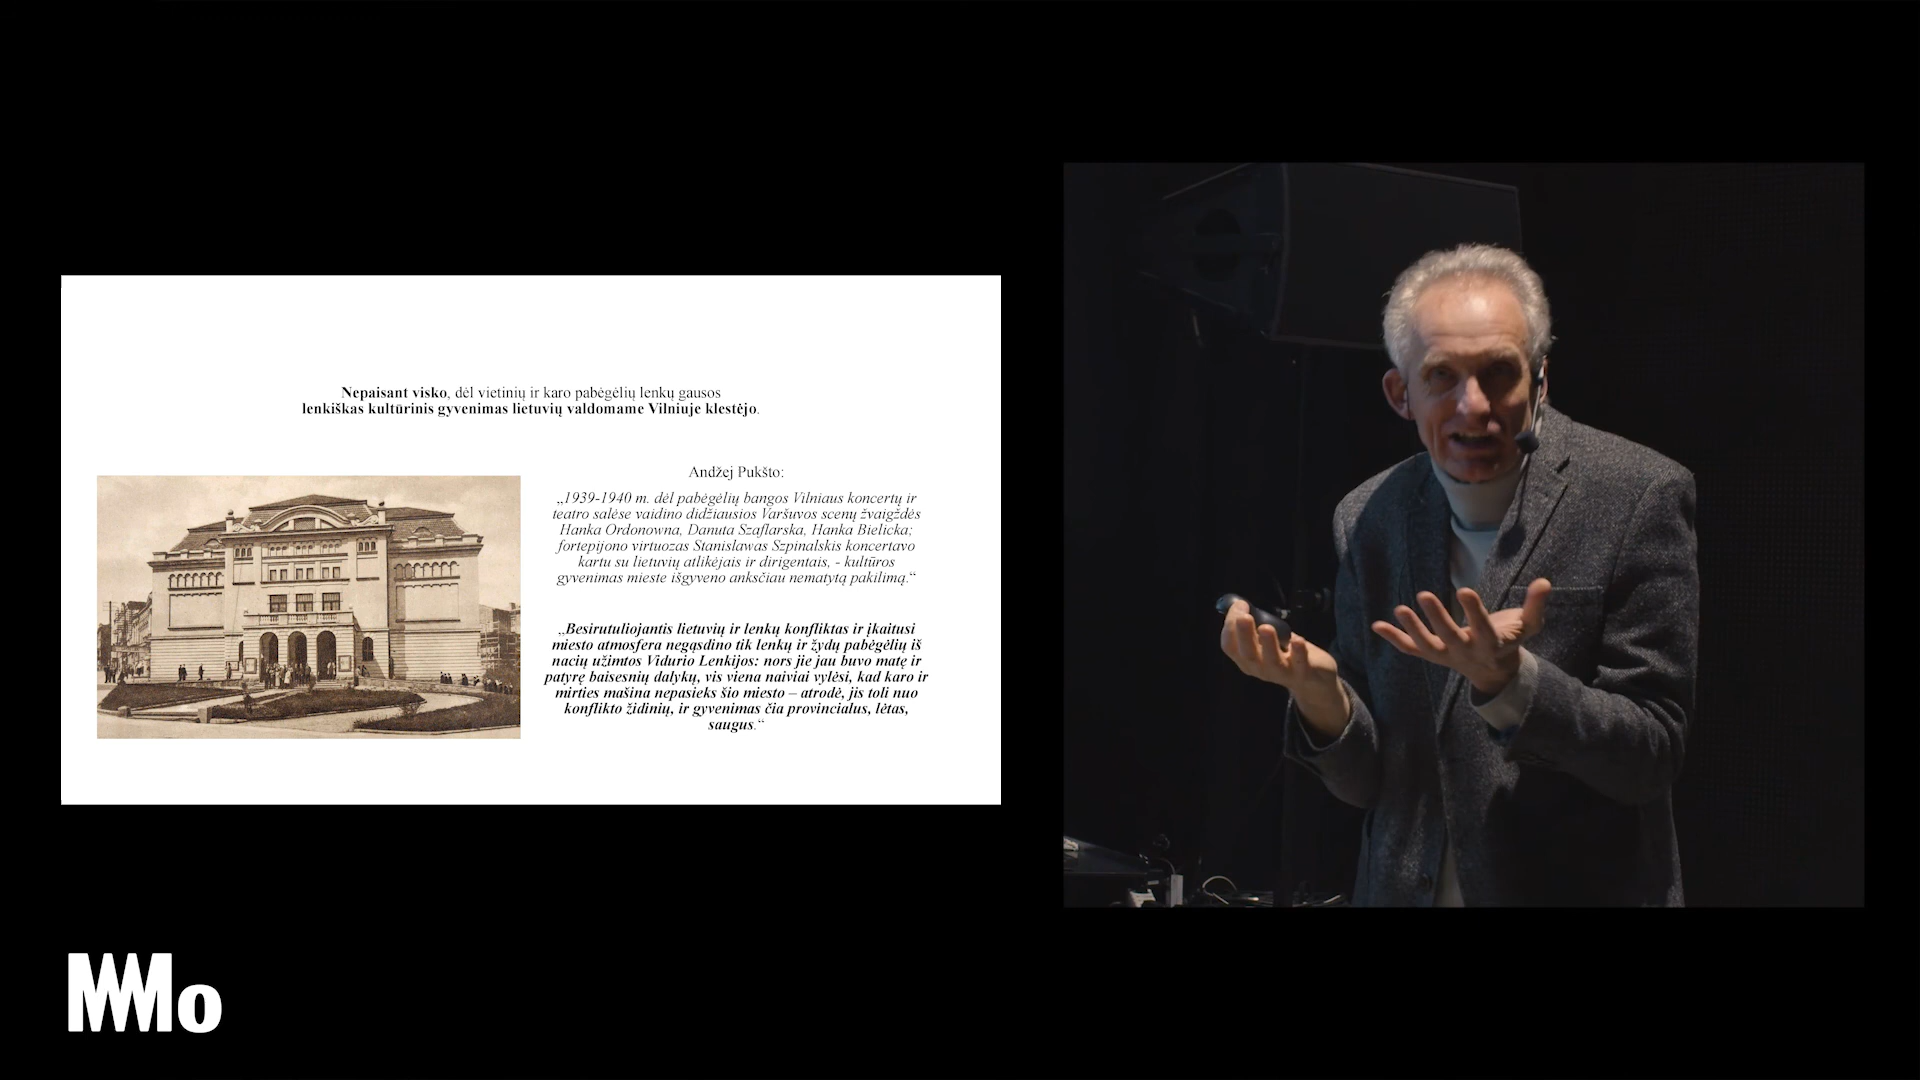 Nepaisant visko, dėl vietinių ir karo pabėgėlių lenkų gausos
lenkiškas kultūrinis gyvenimas lietuvių valdomame Vilniuje klestėjo.
Andžej Pukšto:
„1939-1940 m. dėl pabėgėlių bangos Vilniaus koncertų ir
teatro salėse vaidino didžiausios Varšuvos scenų žvaigždės
Hanka Ordonowna, Danuta Szaflarska, Hanka Bielicka;
fortepijono virtuozas Stanislawas Szpinalskis koncertavo
kartu su lietuvių atlikėjais ir dirigentais, - kultūros
gyvenimas mieste išgyveno anksčiau nematytą pakilimą.“
„Besirutuliojantis lietuvių ir lenkų konfliktas ir įkaitusi
miesto atmosfera negąsdino tik lenkų ir žydų pabėgėlių iš
nacių užimtos Vidurio Lenkijos: nors jie jau buvo matę ir
patyrę baisesnių dalykų, vis viena naiviai vylėsi, kad karo ir
mirties mašina nepasieks šio miesto – atrodė, jis toli nuo
konflikto židinių, ir gyvenimas čia provincialus, lėtas,
saugus.“
MMo